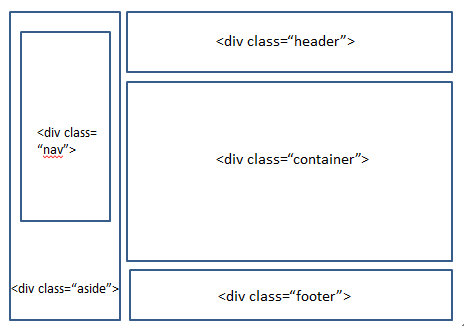 <div class=“header”>
<div class=
“nav”>
<div class=“container”>
<div class=“aside”>
<div class=“footer”>